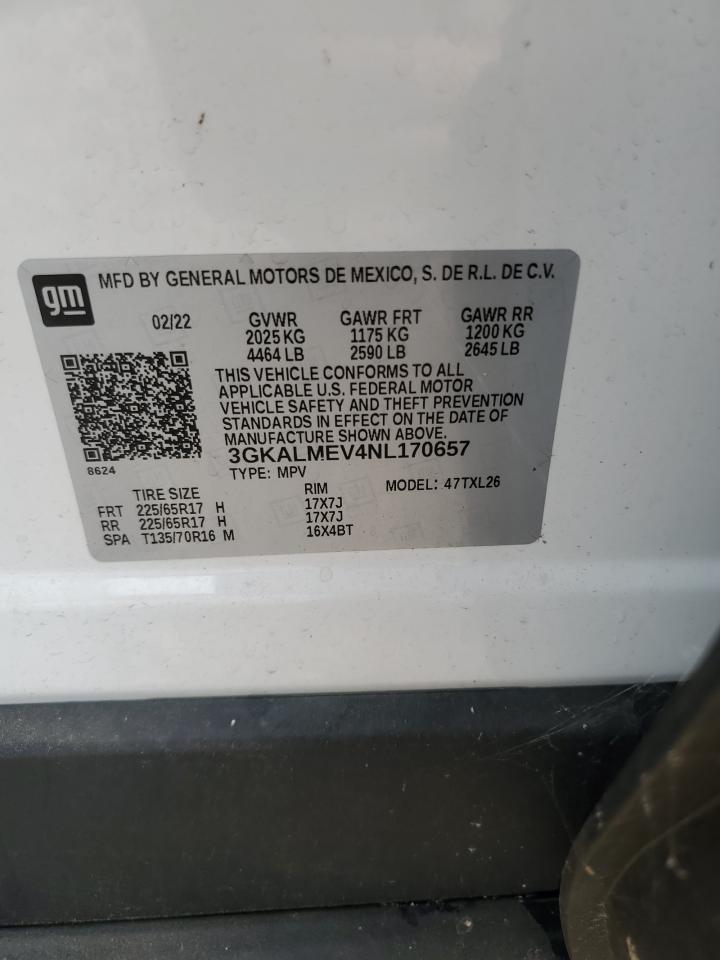 gm
MFD BY GENERAL MOTORS DE MEXICO, S. DE R.L. DE C.V.
02/22 GVWR GAWR FRT GAWR RR
2025 KG 1175 KG 1200 KG
4464 LB 2590 LB 2645 LB
THIS VEHICLE CONFORMS TO ALL
APPLICABLE U.S. FEDERAL MOTOR
VEHICLE SAFETY AND THEFT PREVENTION
STANDARDS IN EFFECT ON THE DATE OF
MANUFACTURE SHOWN ABOVE.
8624
3GKALMEV4NL170657
TYPE: MPV
TIRE SIZE RIM MODEL: 47TXL26
FRT 225/65R17 H 17X7J
RR 225/65R17 H 17X7J
SPA T135/70R16 M 16X4BT